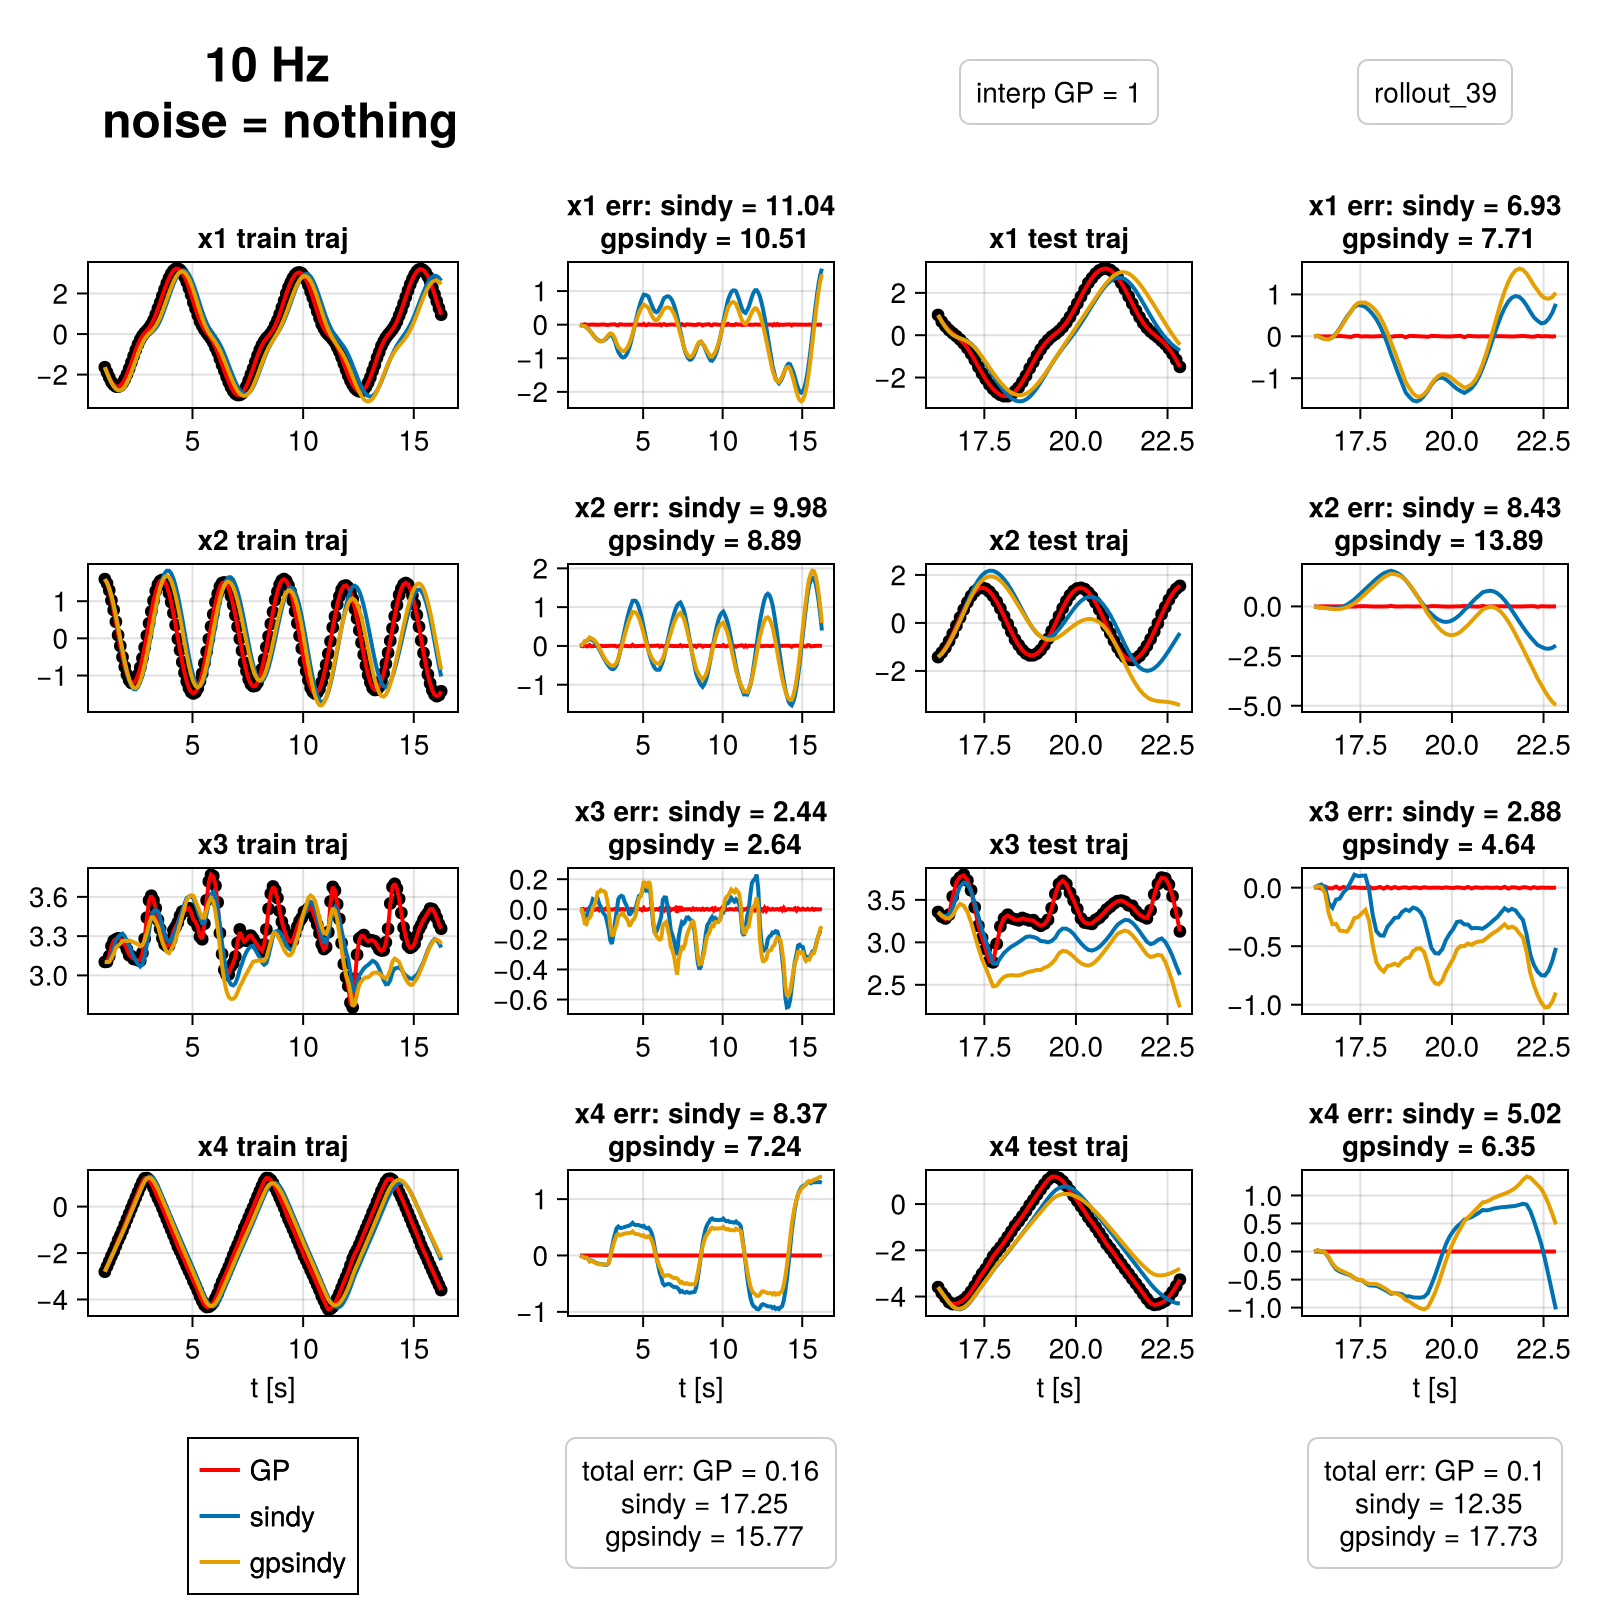 10 Hz
noise = nothing
interp GP = 1
rollout_39
x1 train traj
2
0
−2
5
10
15
x1 err: sindy = 11.04
gpsindy = 10.51
1
0
−1
−2
5
10
15
x1 test traj
2
0
−2
17.5
20.0
22.5
x1 err: sindy = 6.93
gpsindy = 7.71
1
0
−1
17.5
20.0
22.5
x2 train traj
1
0
−1
5
10
15
x2 err: sindy = 9.98
gpsindy = 8.89
2
1
0
−1
5
10
15
x2 test traj
2
0
−2
17.5
20.0
22.5
x2 err: sindy = 8.43
gpsindy = 13.89
0.0
−2.5
−5.0
17.5
20.0
22.5
x3 train traj
3.6
3.3
3.0
5
10
15
x3 err: sindy = 2.44
gpsindy = 2.64
0.2
0.0
−0.2
−0.4
−0.6
5
10
15
x3 test traj
3.5
3.0
2.5
17.5
20.0
22.5
x3 err: sindy = 2.88
gpsindy = 4.64
0.0
−0.5
−1.0
17.5
20.0
22.5
x4 train traj
0
−2
−4
5
10
15
t [s]
x4 err: sindy = 8.37
gpsindy = 7.24
1
0
−1
5
10
15
t [s]
x4 test traj
0
−2
−4
17.5
20.0
22.5
t [s]
x4 err: sindy = 5.02
gpsindy = 6.35
1.0
0.5
0.0
−0.5
−1.0
17.5
20.0
22.5
t [s]
GP
sindy
gpsindy
total err: GP = 0.16
sindy = 17.25
gpsindy = 15.77
total err: GP = 0.1
sindy = 12.35
gpsindy = 17.73